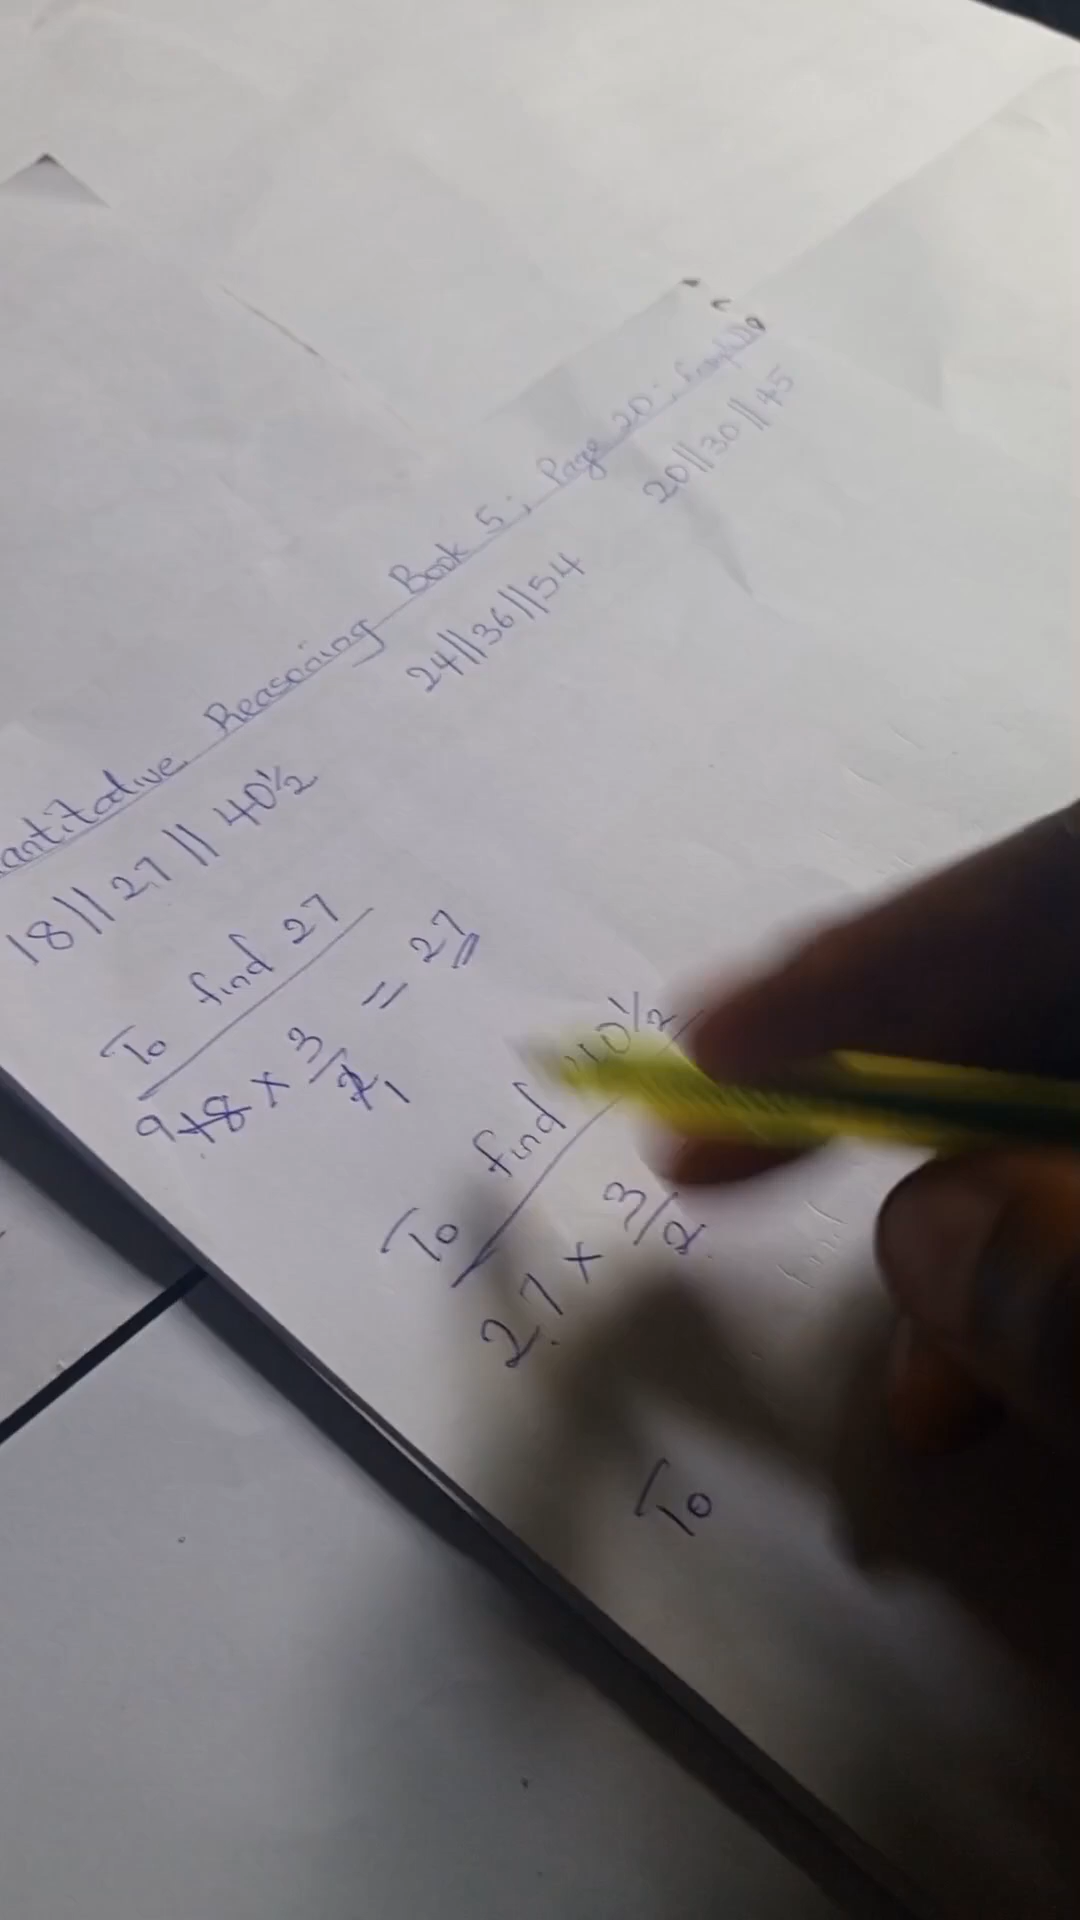 antitative Reasoning Book 5; Page 20;
18 || 27 || 40½ 24 || 36 || 54 20 || 30 || 45
To find 27
9 18 × 3/2 1 = 27
To find 40½
27 × 3/2
To